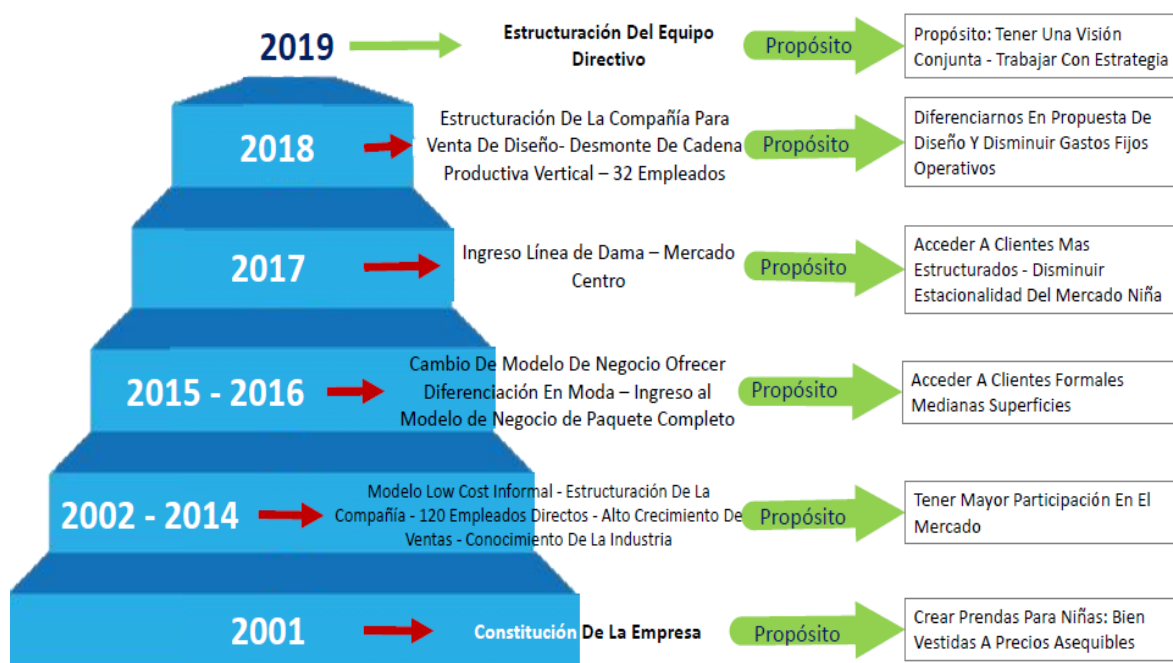 2019
Estructuración Del Equipo
Directivo
Propósito
Propósito: Tener Una Visión
Conjunta - Trabajar Con Estrategia
2018
Estructuración De La Compañía Para
Venta De Diseño- Desmonte De Cadena
Productiva Vertical – 32 Empleados
Propósito
Diferenciarnos En Propuesta De
Diseño Y Disminuir Gastos Fijos
Operativos
2017
Ingreso Línea de Dama – Mercado
Centro
Propósito
Acceder A Clientes Mas
Estructurados - Disminuir
Estacionalidad Del Mercado Niña
2015 - 2016
Cambio De Modelo De Negocio Ofrecer
Diferenciación En Moda – Ingreso al
Modelo de Negocio de Paquete Completo
Propósito
Acceder A Clientes Formales
Medianas Superficies
2002 - 2014
Modelo Low Cost Informal - Estructuración De La
Compañía - 120 Empleados Directos - Alto Crecimiento De
Ventas - Conocimiento De La Industria
Propósito
Tener Mayor Participación En El
Mercado
2001
Constitución De La Empresa
Propósito
Crear Prendas Para Niñas: Bien
Vestidas A Precios Asequibles